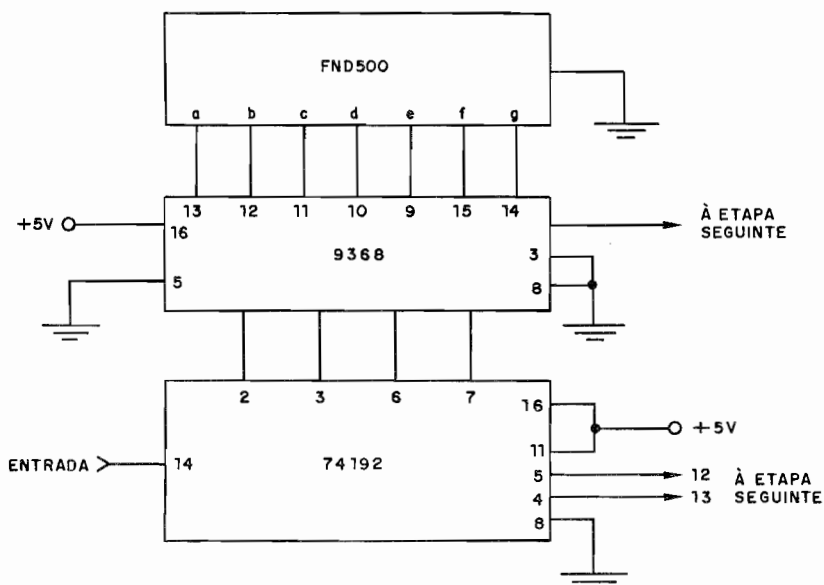 FND500
a b c d e f g
13 12 11 10 9 15 14
+5V
16
À ETAPA
SEGUINTE
9368
3
5
8
2 3 6 7
16
+5V
11
ENTRADA
14
74192
5
12
À ETAPA
4
13
SEGUINTE
8